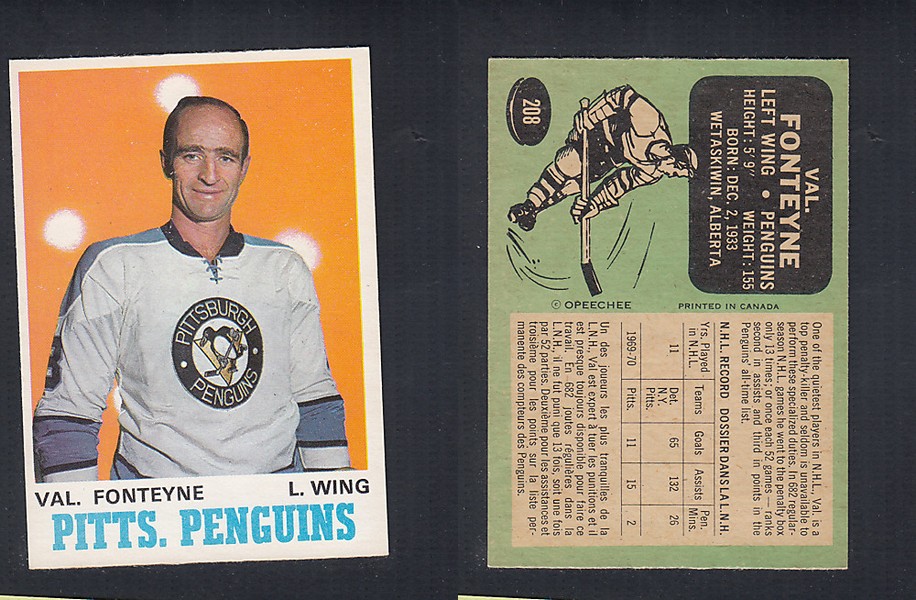 PITTSBURGH
PENGUINS
VAL. FONTEYNE L. WING
PITTS. PENGUINS
208
VAL.
FONTEYNE
LEFT WING • PENGUINS
HEIGHT: 5' 9" WEIGHT: 155
BORN: DEC. 2, 1933
WETASKIWIN, ALBERTA
© OPEECHEE PRINTED IN CANADA
One of the quietest players in N.H.L., Val. is a
top penalty-killer and seldom is unavailable to
perform these specialized duties. In 682 regular-
season N.H.L. games he went to the penalty box
only 13 times, or once each 52 games — ranks
second in assists and third in points in the
Penguins' all-time list.
N.H.L. RECORD DOSSIER DANS LA L.N.H.
Yrs. Played Teams Goals Assists Pen.
in N.H.L. Mins.
11 Det. 65 132 26
N.Y.
Pitts.
1969-70 Pitts. 11 15 2
Un des joueurs les plus tranquilles de la
L.N.H. Val est expert à tuer les punitions et il
est presque toujours disponible pour faire ce
travail. En 682 joutes régulières dans la
L.N.H., il ne fut puni que 13 fois, soit une fois
par 52 parties. Deuxième pour les assistances et
troisième pour les points sur la liste per-
manente des compteurs des Penguins.